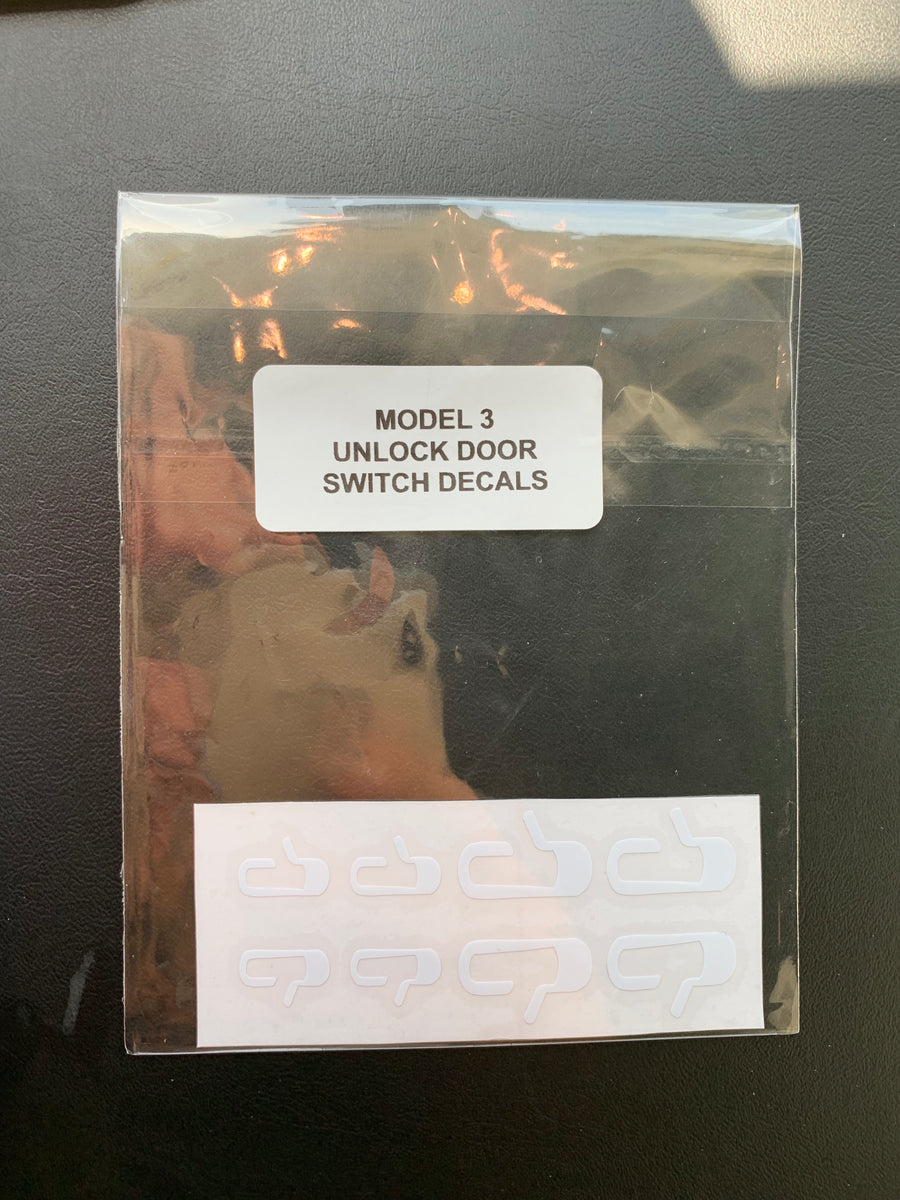 MODEL 3
UNLOCK DOOR
SWITCH DECALS